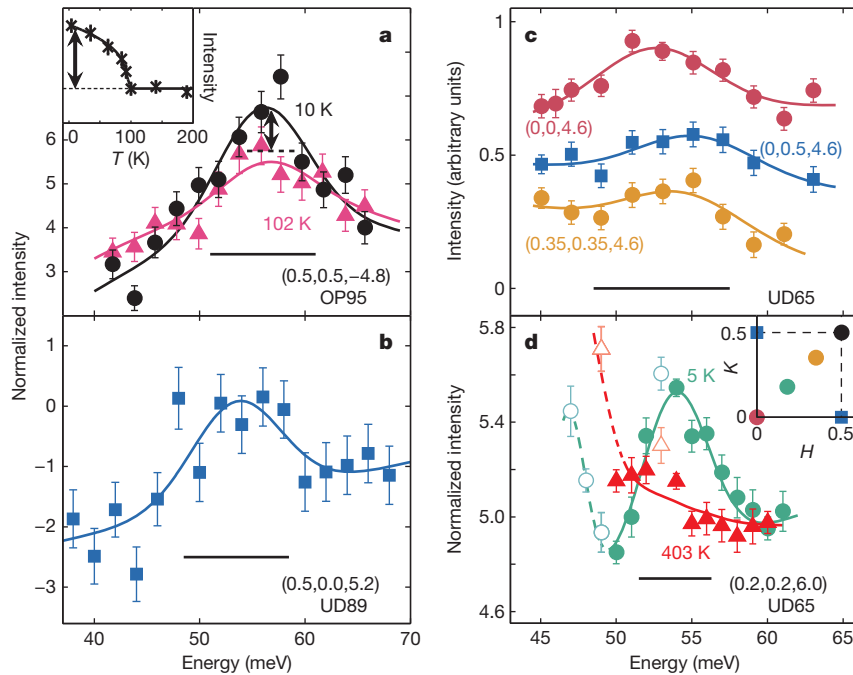 a
Intensity
0
100
200
T (K)
10 K
102 K
(0.5,0.5,−4.8)
OP95
6
5
4
3
Normalized intensity
b
0
−1
−2
−3
(0.5,0.0,5.2)
UD89
40
50
60
70
Energy (meV)
c
1
0.5
0
Intensity (arbitrary units)
(0,0,4.6)
(0,0.5,4.6)
(0.35,0.35,4.6)
UD65
d
5.8
5.4
5.0
4.6
Normalized intensity
5 K
403 K
0.5
K
0
0
0.5
H
(0.2,0.2,6.0)
UD65
45
50
55
60
65
Energy (meV)